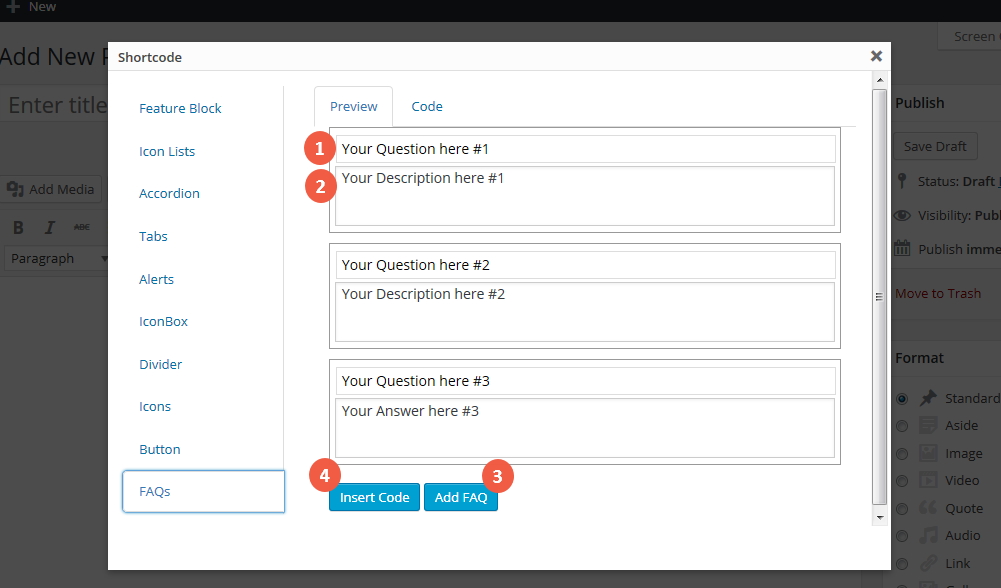 New
Add New P
Screen
Shortcode
Enter title
Feature Block
Icon Lists
Accordion
Tabs
Alerts
IconBox
Divider
Icons
Button
FAQs
Add Media
B I ABC
Paragraph
Preview Code
1 Your Question here #1
2 Your Description here #1
Your Question here #2
Your Description here #2
Your Question here #3
Your Answer here #3
4 3
Insert Code Add FAQ
Publish
Save Draft
Status: Draft
Visibility: Publ
Publish imme
Move to Trash
Format
Standard
Aside
Image
Video
Quote
Audio
Link